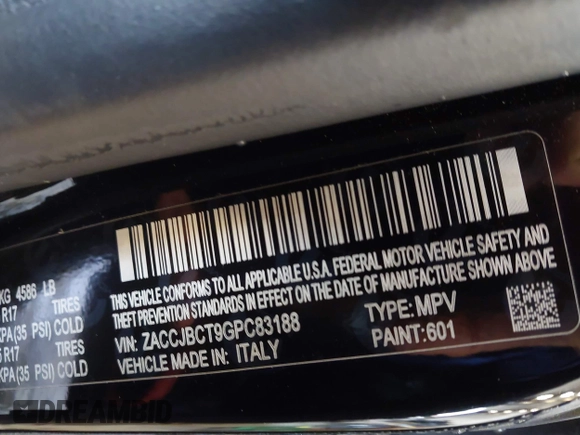 KG 4586 LB
R17 TIRES
KPA(35 PSI) COLD
R17 TIRES
KPA(35 PSI) COLD
THIS VEHICLE CONFORMS TO ALL APPLICABLE U.S.A. FEDERAL MOTOR VEHICLE SAFETY AND
THEFT PREVENTION STANDARDS IN EFFECT ON THE DATE OF MANUFACTURE SHOWN ABOVE.
VIN: ZACCJBCT9GPC83188 TYPE: MPV
VEHICLE MADE IN: ITALY PAINT: 601
DREAMBID